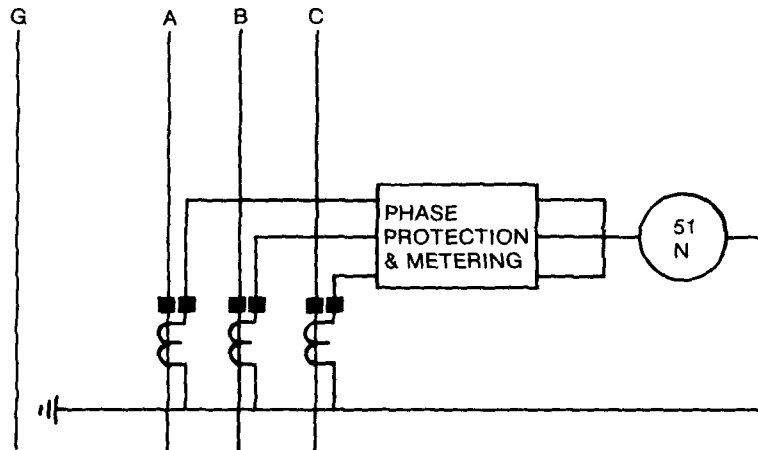 G A B C
PHASE
PROTECTION
& METERING
51
N